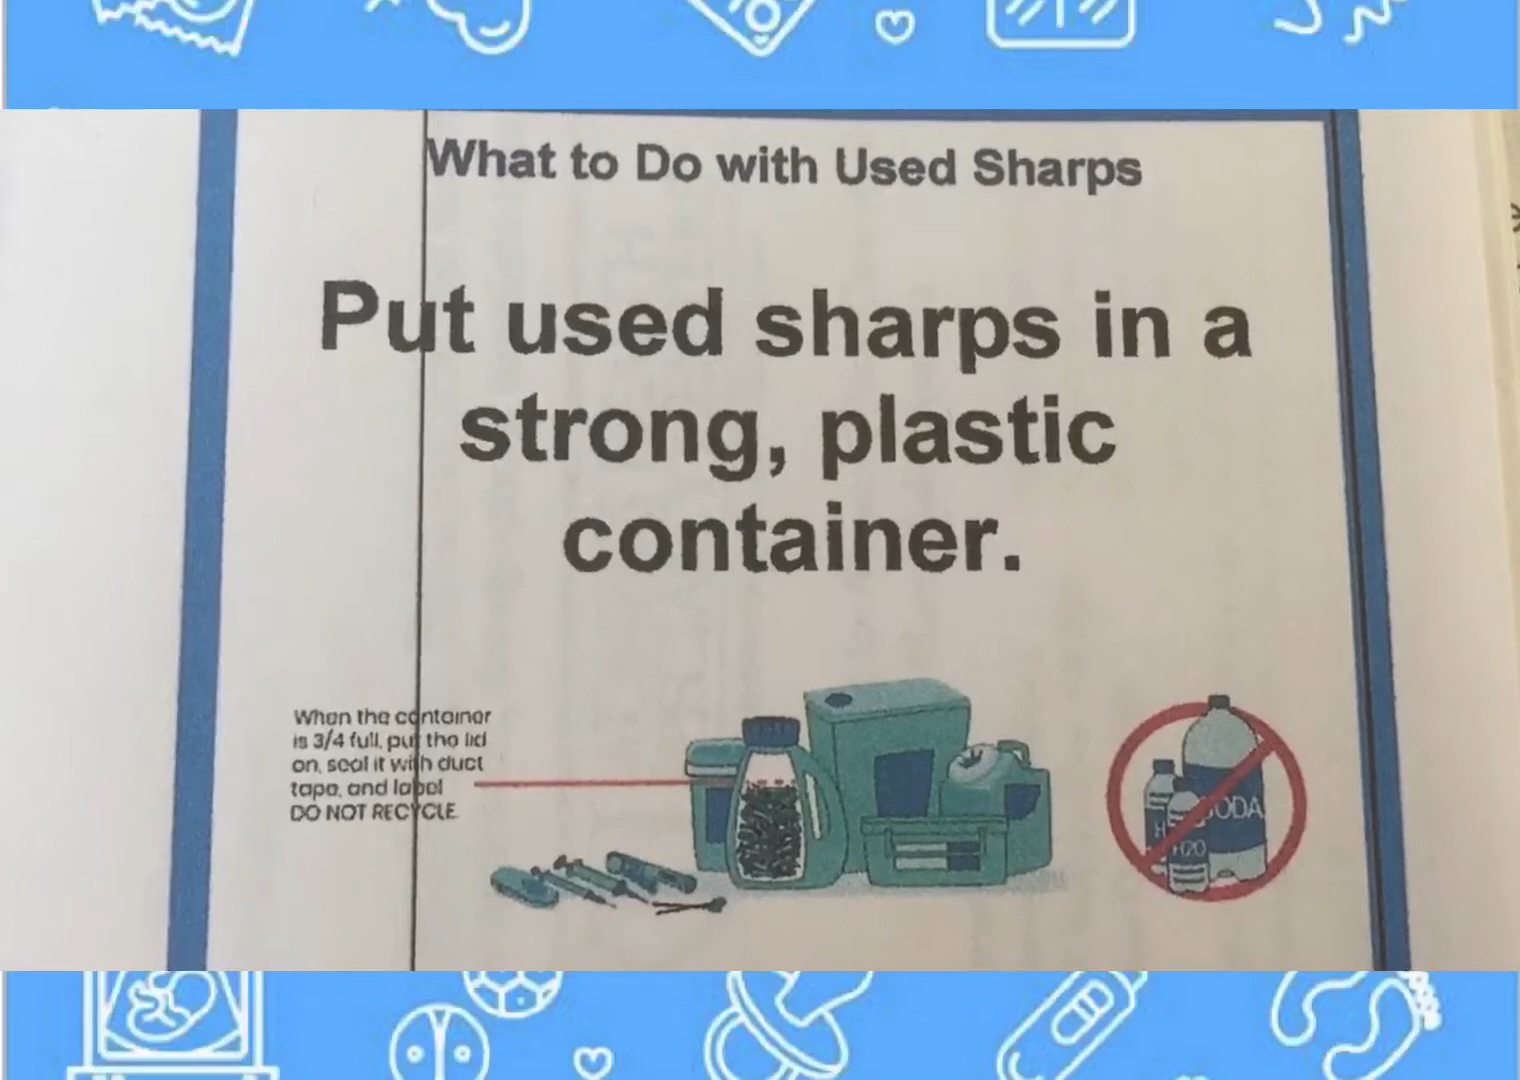 What to Do with Used Sharps
Put used sharps in a
strong, plastic
container.
When the container
is 3/4 full, put the lid
on, seal it with duct
tape, and label
DO NOT RECYCLE.
SODA
H20